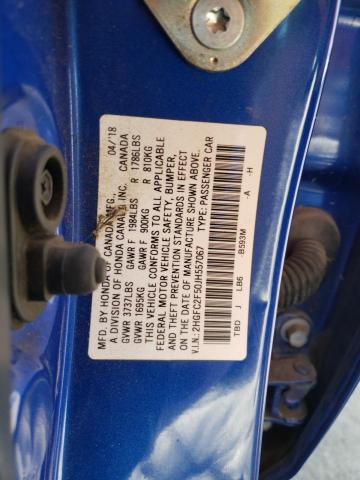 MFD. BY HONDA OF CANADA MFG., 04/18
A DIVISION OF HONDA CANADA INC. CANADA
GVWR 3737LBS GAWR F 1984LBS R 1786LBS
GVWR 1695KG GAWR F 900KG R 810KG
THIS VEHICLE CONFORMS TO ALL APPLICABLE
FEDERAL MOTOR VEHICLE SAFETY, BUMPER,
AND THEFT PREVENTION STANDARDS IN EFFECT
ON THE DATE OF MANUFACTURE SHOWN ABOVE.
V.I.N.: 2HGFC2F50JH557067 TYPE: PASSENGER CAR
TBD J LB6 -B593M -A -H